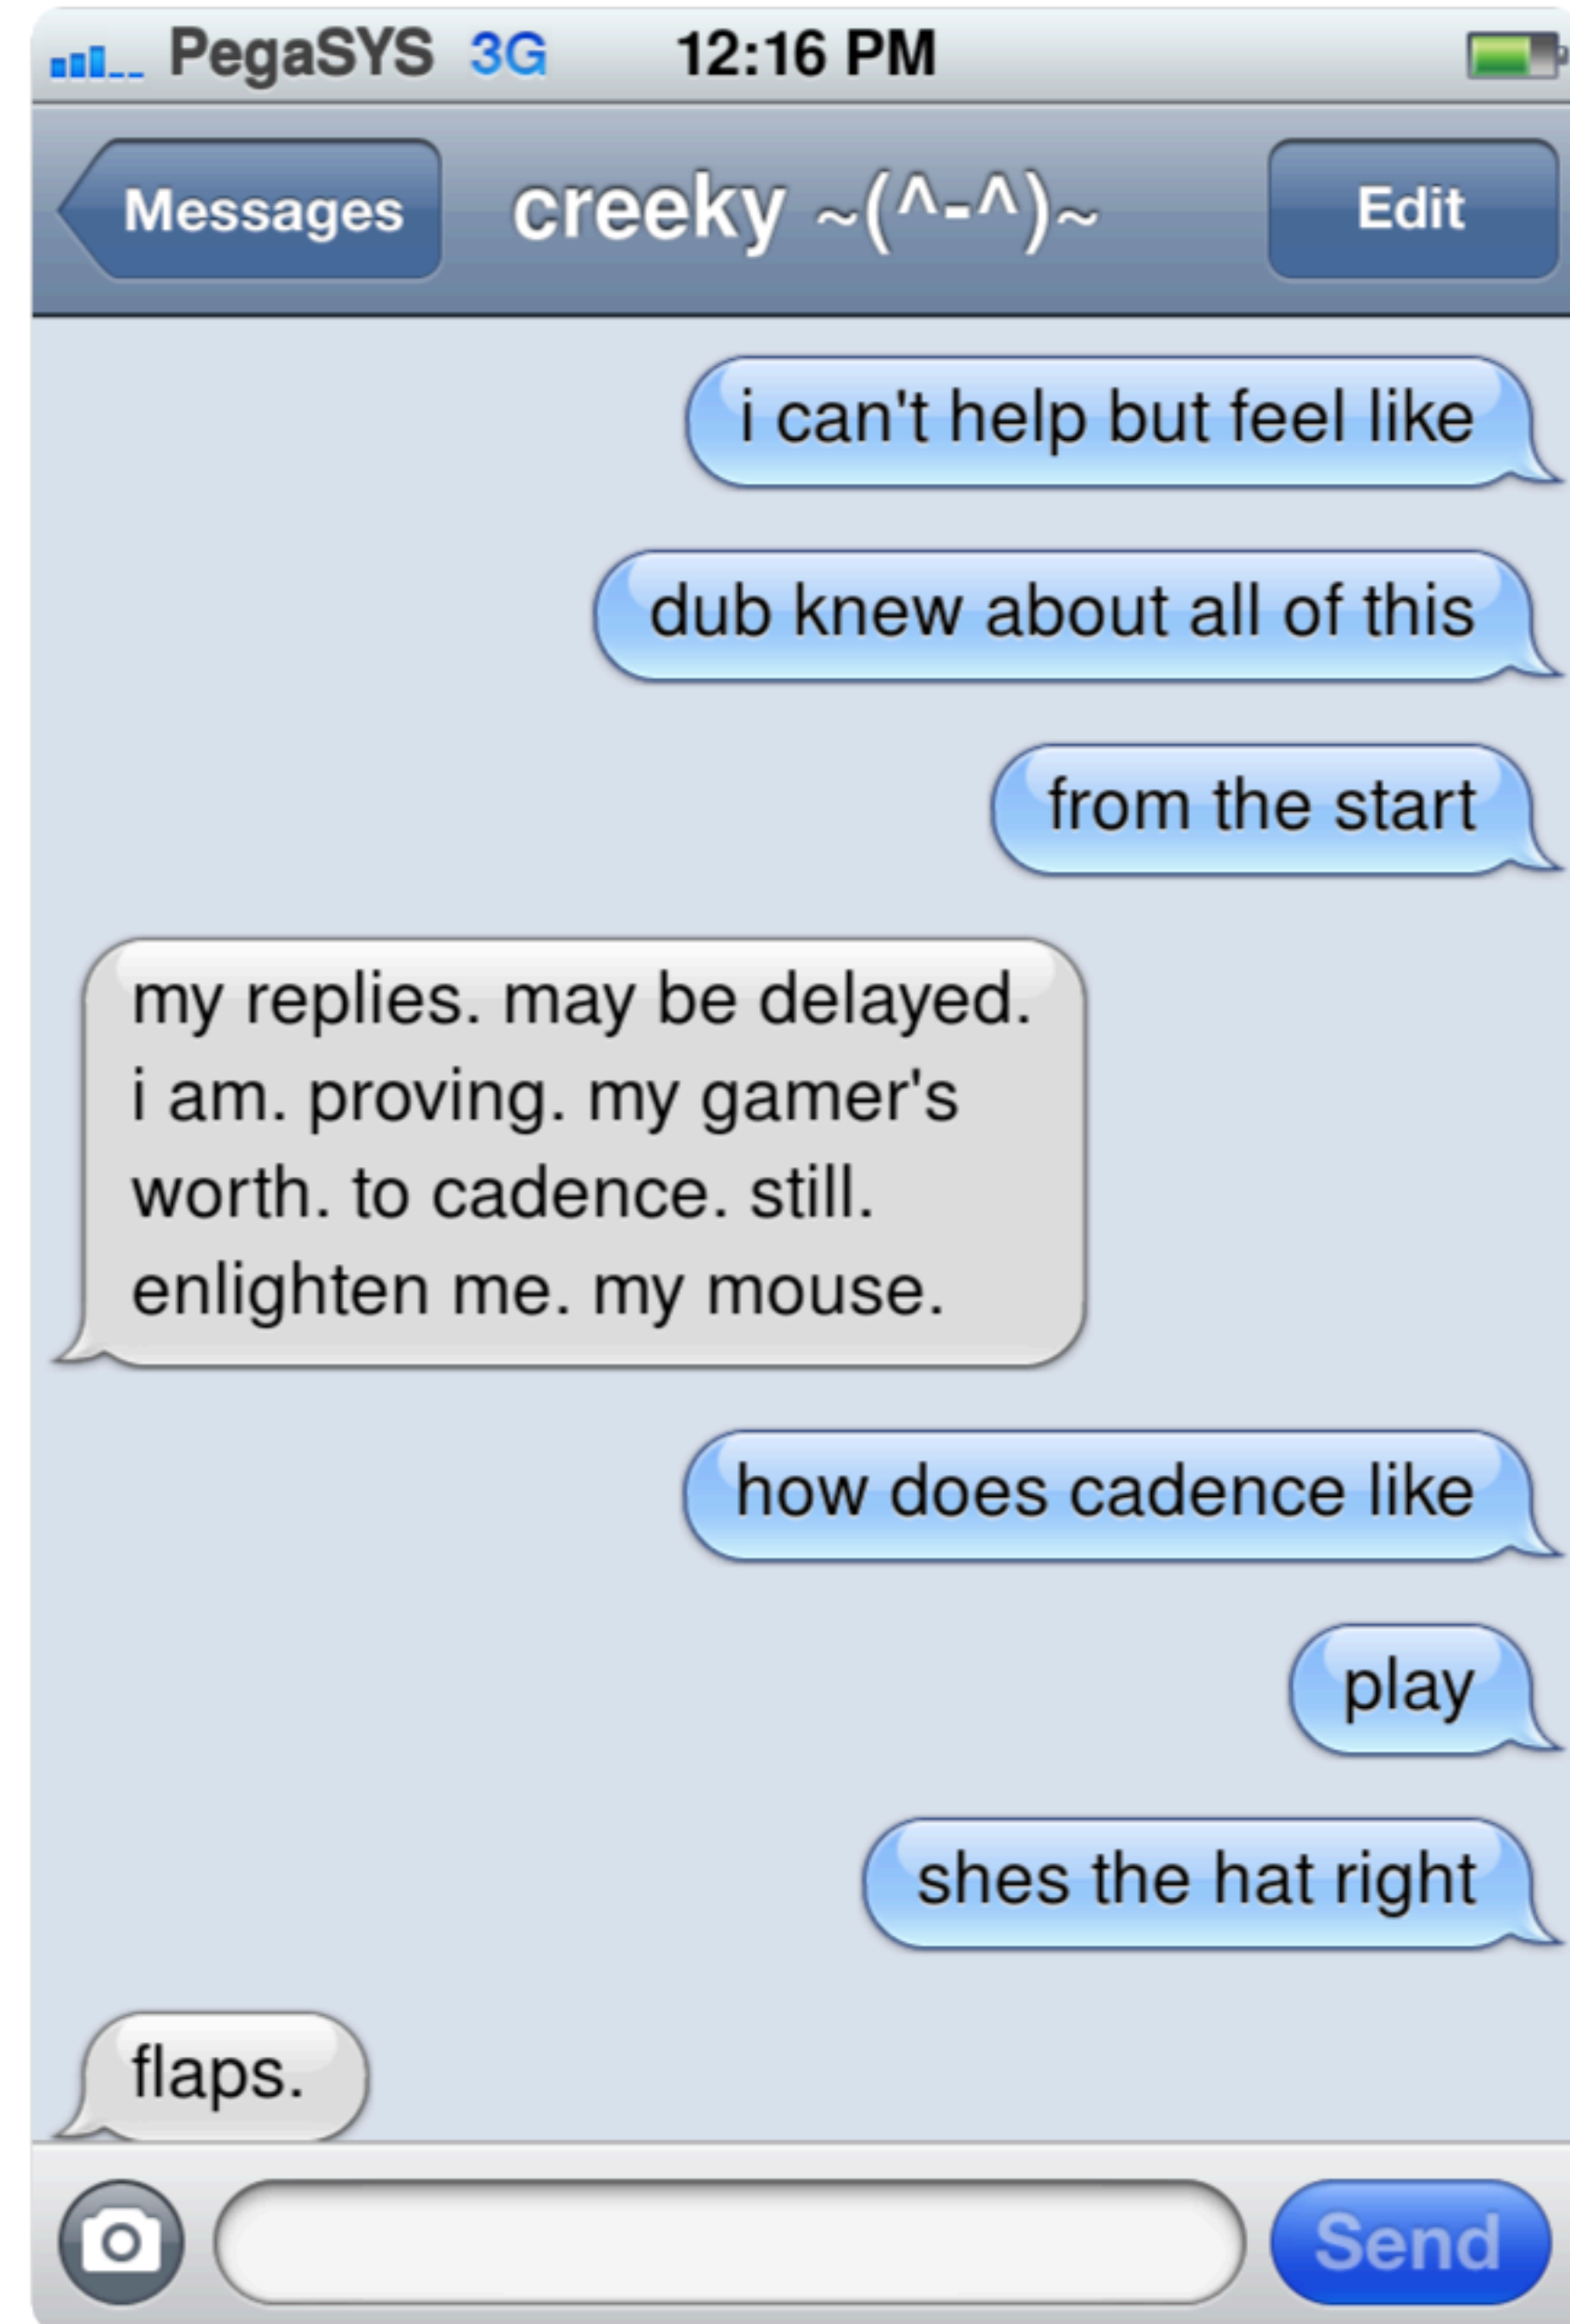 PegaSYS 3G 12:16 PM
Messages creeky ~(^-^)~ Edit
i can't help but feel like
dub knew about all of this
from the start
my replies. may be delayed.
i am. proving. my gamer's
worth. to cadence. still.
enlighten me. my mouse.
how does cadence like
play
shes the hat right
flaps.
Send